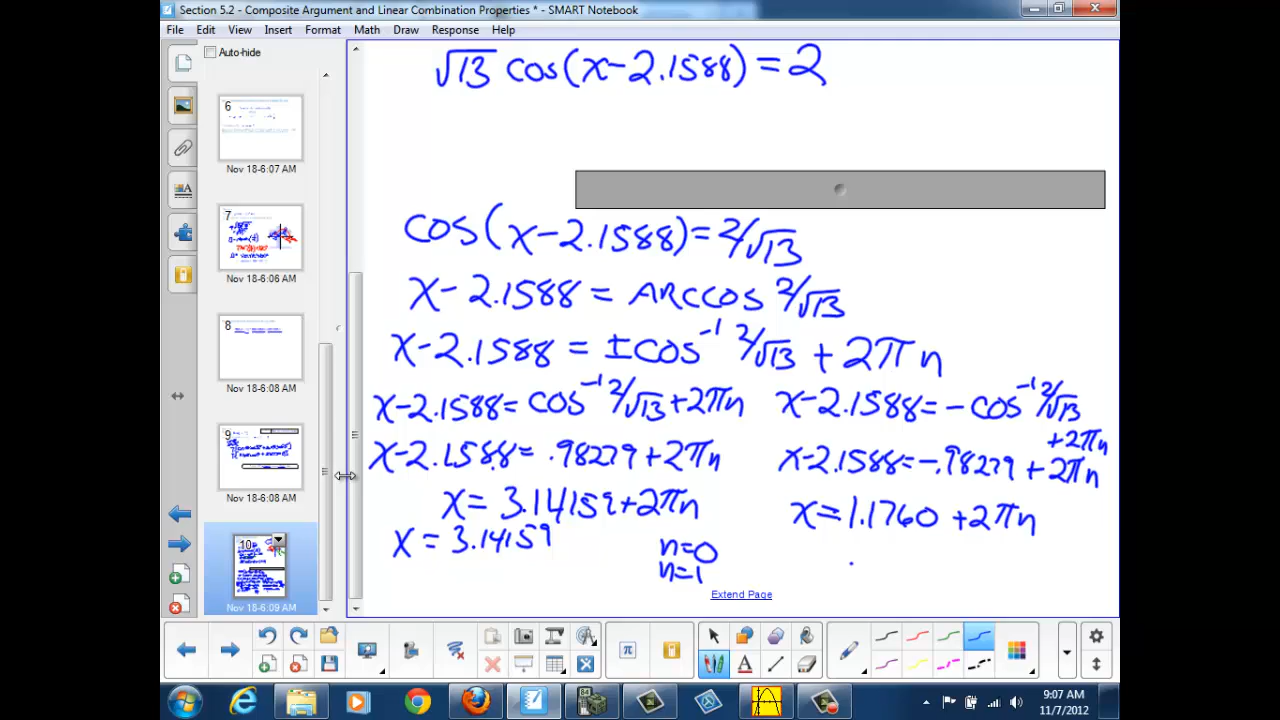 Section 5.2 - Composite Argument and Linear Combination Properties * - SMART Notebook
File Edit View Insert Format Math Draw Response Help
Auto-hide
6
Nov 18-6:07 AM
7
Nov 18-6:06 AM
8
Nov 18-6:08 AM
9
Nov 18-6:08 AM
10
Nov 18-6:09 AM
√13 cos(x-2.1588) = 2
cos(x-2.1588) = 2/√13
x-2.1588 = ARCCOS 2/√13
x-2.1588 = ±cos⁻¹ 2/√13 + 2πn
x-2.1588 = cos⁻¹ 2/√13 + 2πn
x-2.1588 = .98279 + 2πn
x = 3.14159 + 2πn
x = 3.14159
x-2.1588 = -cos⁻¹ 2/√13
+2πn
x-2.1588 = -.98279 + 2πn
x = 1.1760 + 2πn
n=0
n=1
Extend Page
9:07 AM
11/7/2012